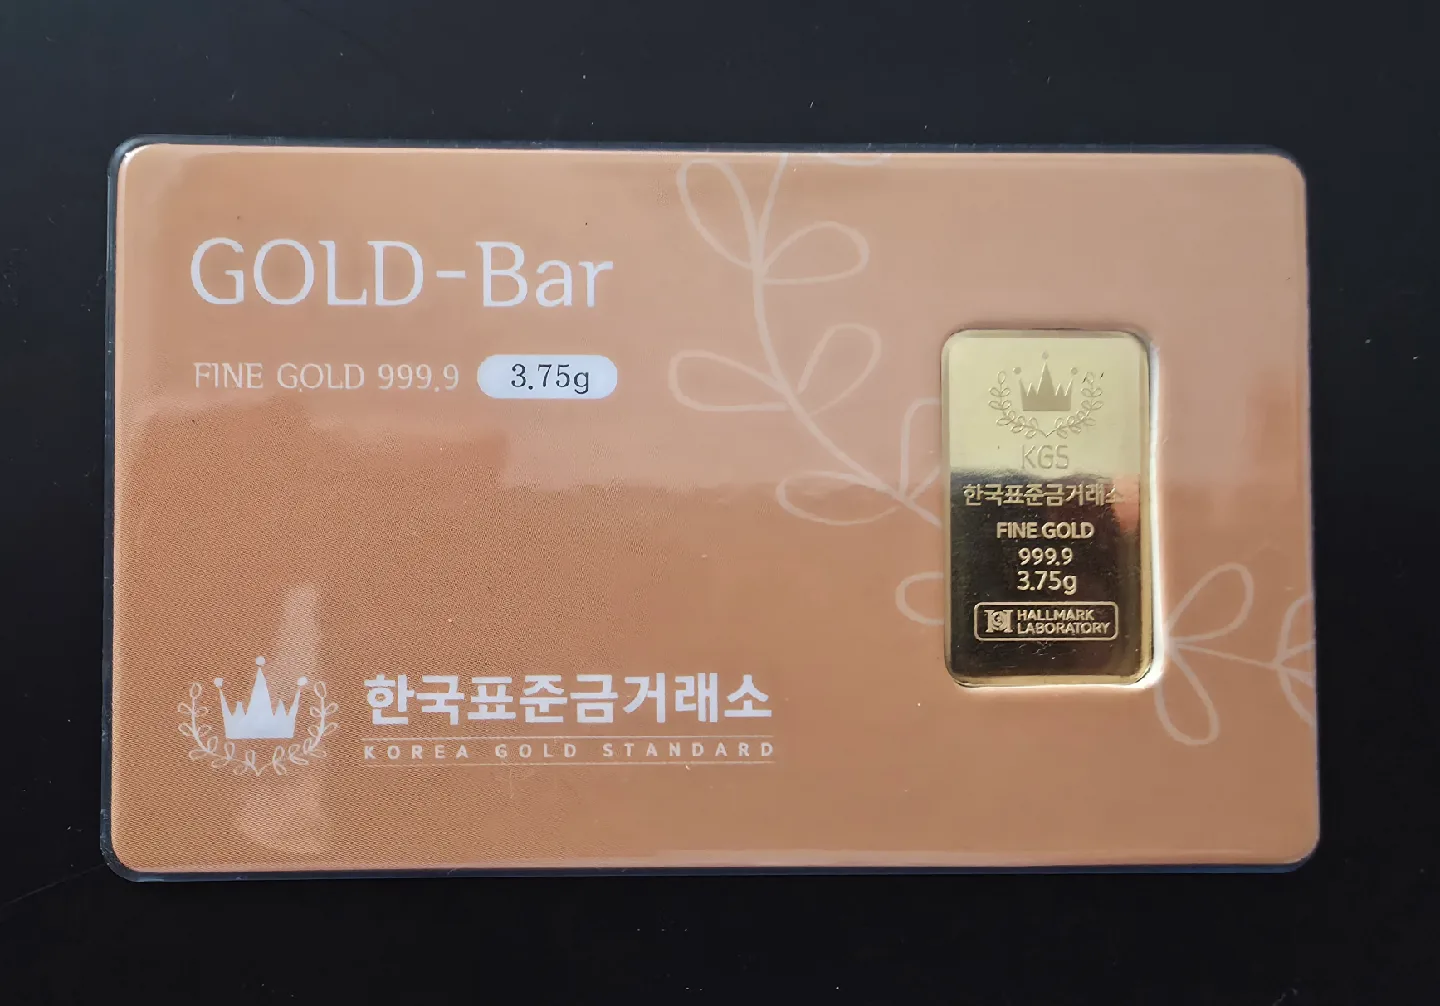 GOLD-Bar
FINE GOLD 999.9 3.75g
한국표준금거래소
KOREA GOLD STANDARD
KGS
한국표준금거래소
FINE GOLD
999.9
3.75g
HALLMARK
LABORATORY